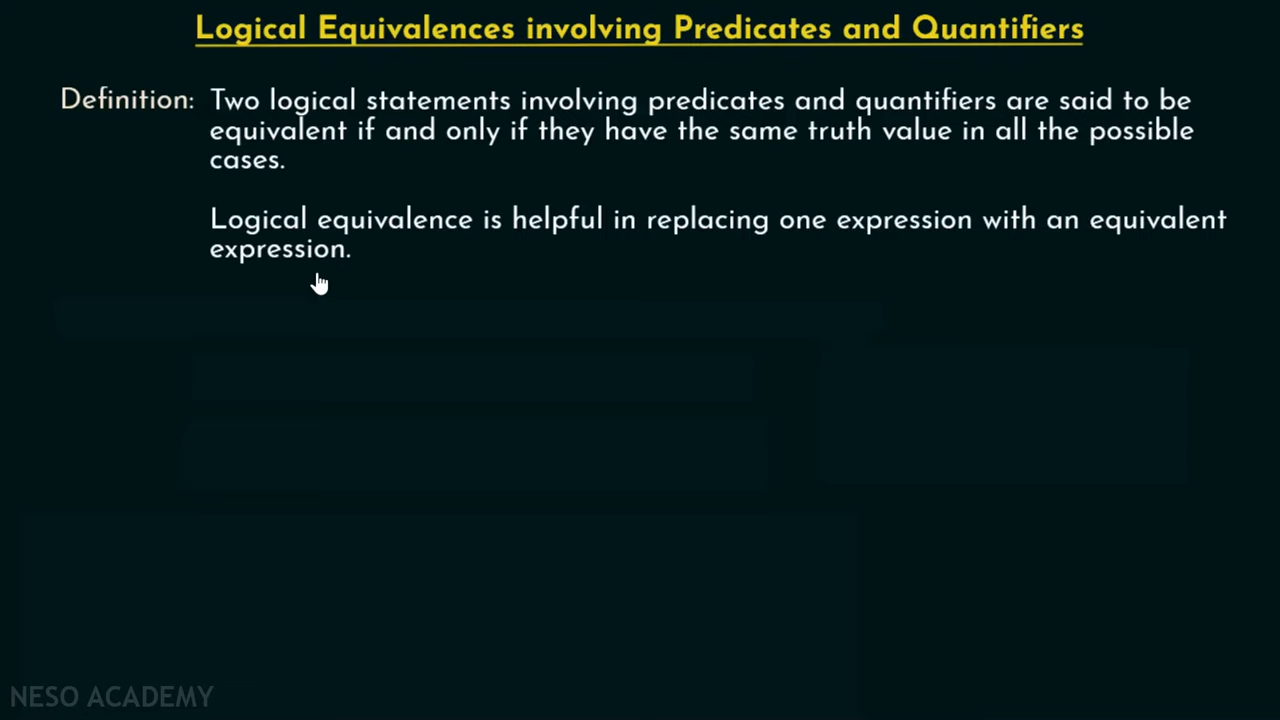 Logical Equivalences involving Predicates and Quantifiers
Definition: Two logical statements involving predicates and quantifiers are said to be
equivalent if and only if they have the same truth value in all the possible
cases.
Logical equivalence is helpful in replacing one expression with an equivalent
expression.
NESO ACADEMY